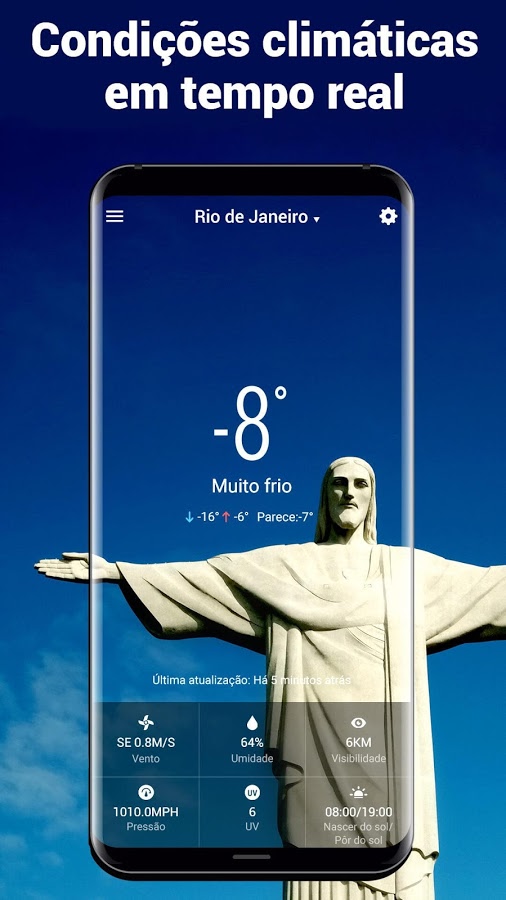 Condições climáticas
em tempo real
Rio de Janeiro
-8°
Muito frio
-16° -6° Parece:-7°
Última atualização: Há 5 minutos atrás
SE 0.8M/S 64% 6KM
Vento Umidade Visibilidade
UV
1010.0MPH 6 08:00/19:00
Pressão UV Nascer do sol/
Pôr do sol